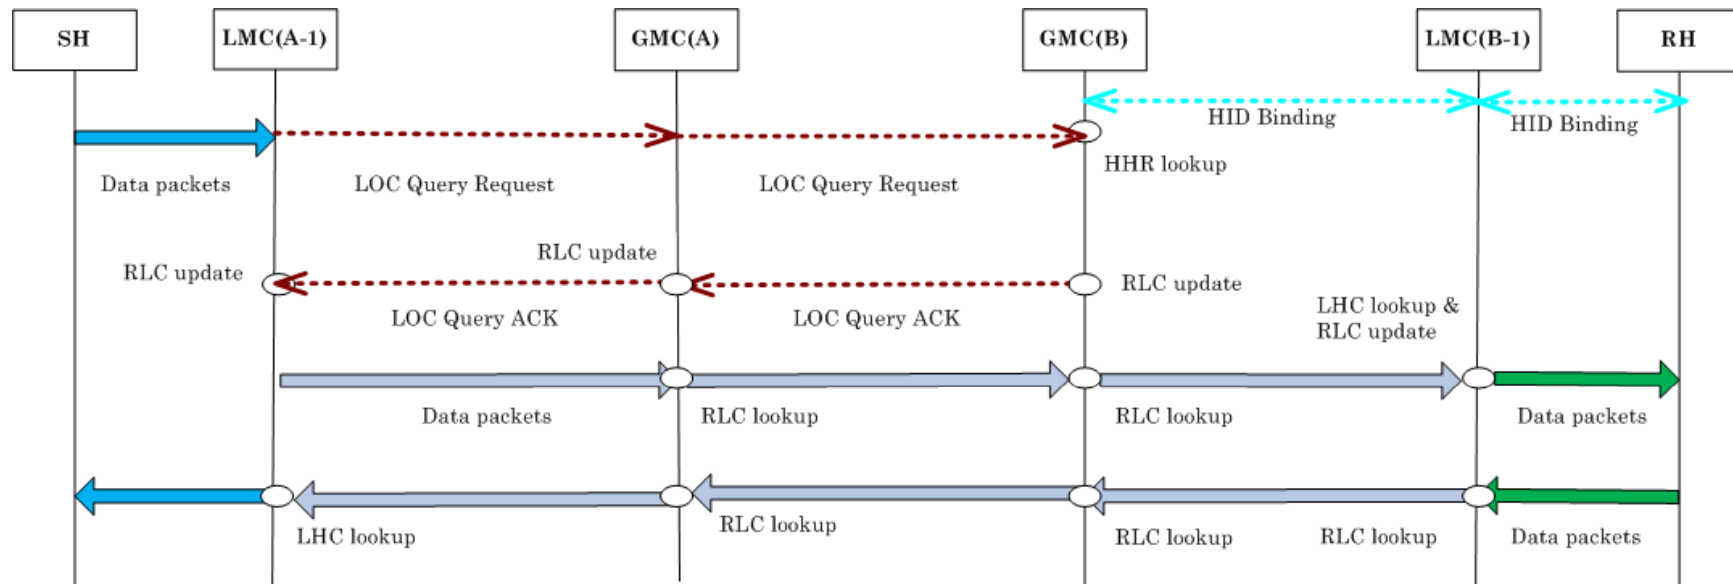 SH
LMC(A-1)
GMC(A)
GMC(B)
LMC(B-1)
RH
HID Binding
HID Binding
HHR lookup
Data packets
LOC Query Request
LOC Query Request
RLC update
RLC update
RLC update
LOC Query ACK
LOC Query ACK
LHC lookup &
RLC update
Data packets
RLC lookup
RLC lookup
Data packets
LHC lookup
RLC lookup
RLC lookup
RLC lookup
Data packets